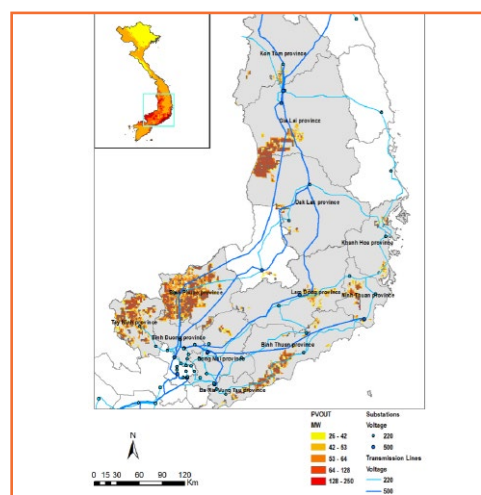 Kon Tum province
Gia Lai province
Dak Lak province
Khanh Hoa province
Binh Phuoc province
Lam Dong province
Ninh Thuan Province
Tay Ninh province
Binh Duong province
Binh Thuan province
Dong Nai province
Ba Ria Vung Tau province
PVOUT
MW
26 - 42
42 - 53
53 - 64
64 - 128
128 - 250
Substations
Voltage
220
500
Transmission Lines
Voltage
220
500
N
0 15 30 60 90 120
KM